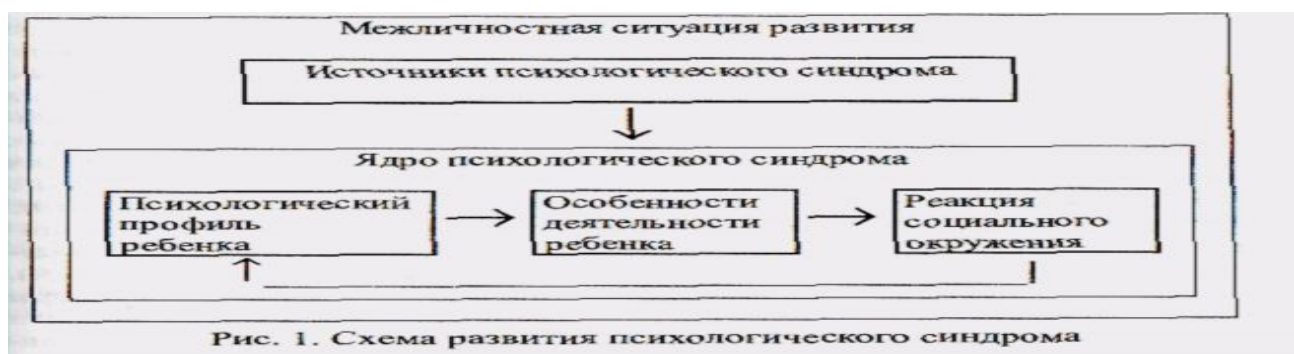 Межличностная ситуация развития
Источники психологического синдрома
Ядро психологического синдрома
Психологический
профиль
ребенка
Особенности
деятельности
ребенка
Реакция
социального
окружения
Рис. 1. Схема развития психологического синдрома